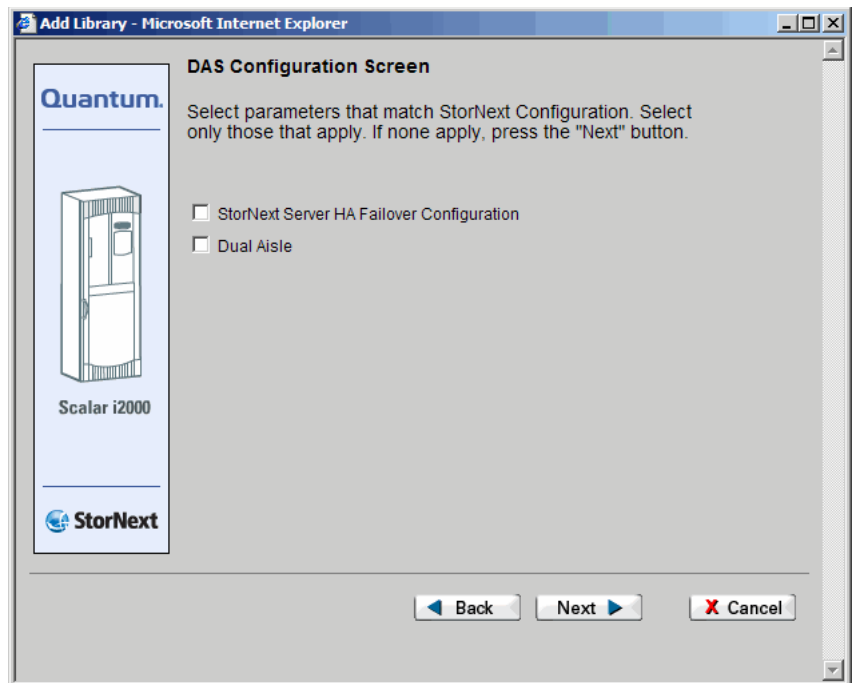 Add Library - Microsoft Internet Explorer
Quantum.
Scalar i2000
StorNext
DAS Configuration Screen
Select parameters that match StorNext Configuration. Select
only those that apply. If none apply, press the "Next" button.
StorNext Server HA Failover Configuration
Dual Aisle
Back
Next
Cancel